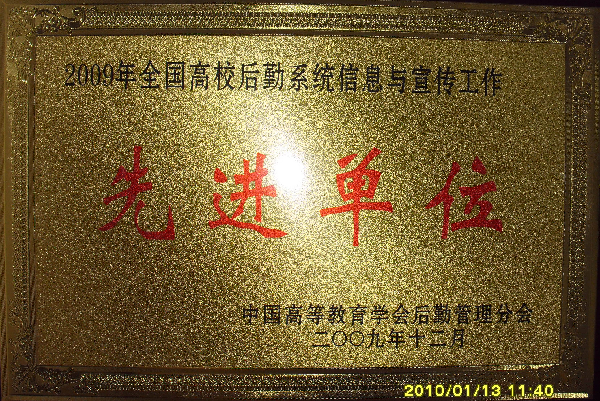 2009年全国高校后勤系统信息与宣传工作
先进单位
中国高等教育学会后勤管理分会
二〇〇九年十二月
2010/01/13 11:40